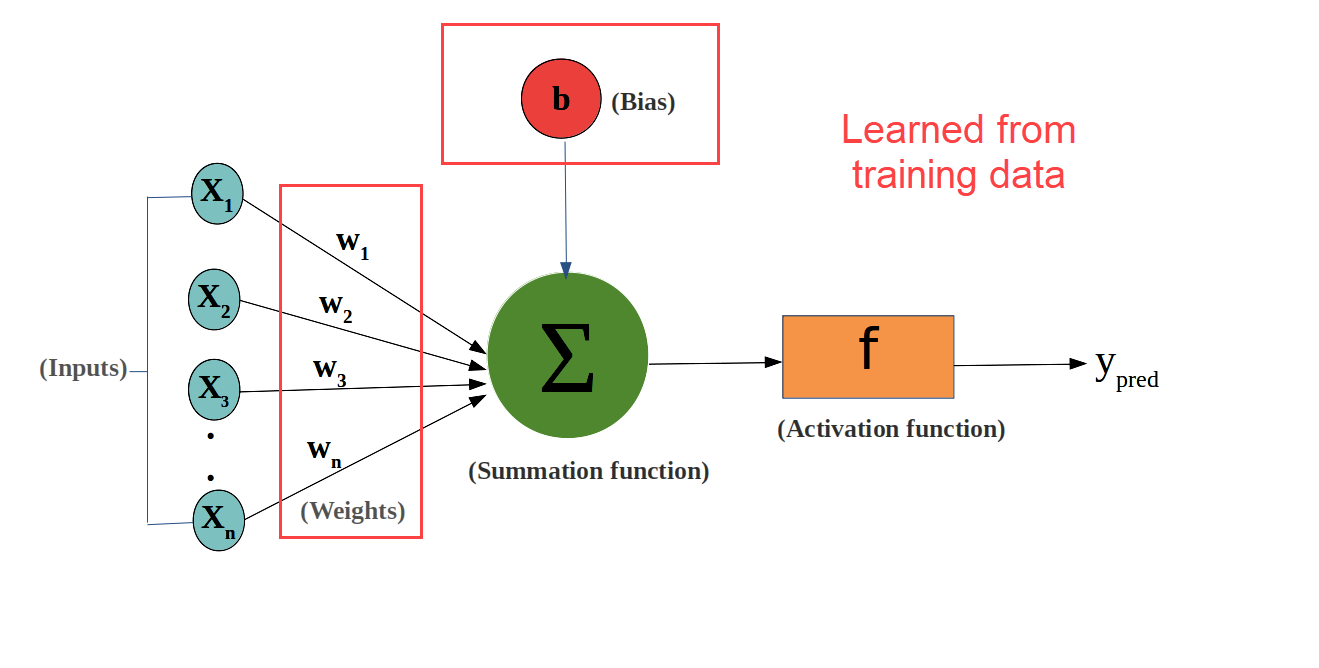 b
(Bias)
Learned from
training data
X1
w1
X2
w2
(Inputs)
X3
w3
Σ
f
ypred
wn
(Activation function)
(Summation function)
Xn
(Weights)